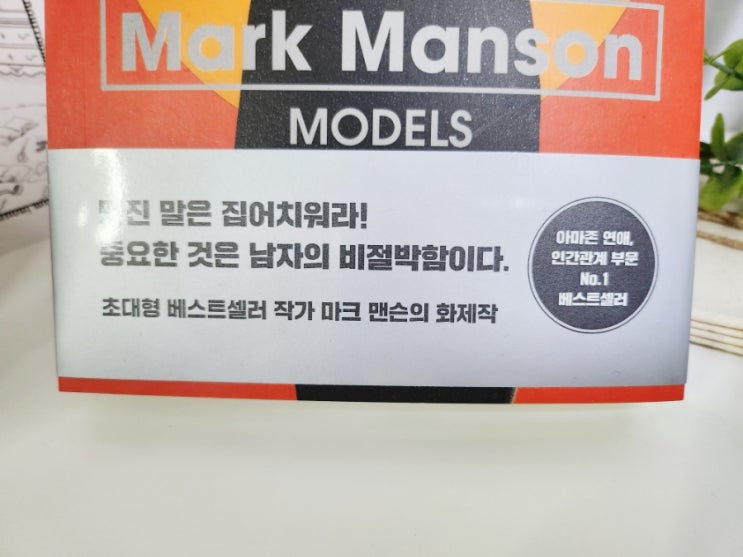 Mark Manson
MODELS
멋진 말은 집어치워라!
중요한 것은 남자의 비절박함이다.
초대형 베스트셀러 작가 마크 맨슨의 화제작
아마존 연애,
인간관계 부문
No.1
베스트셀러